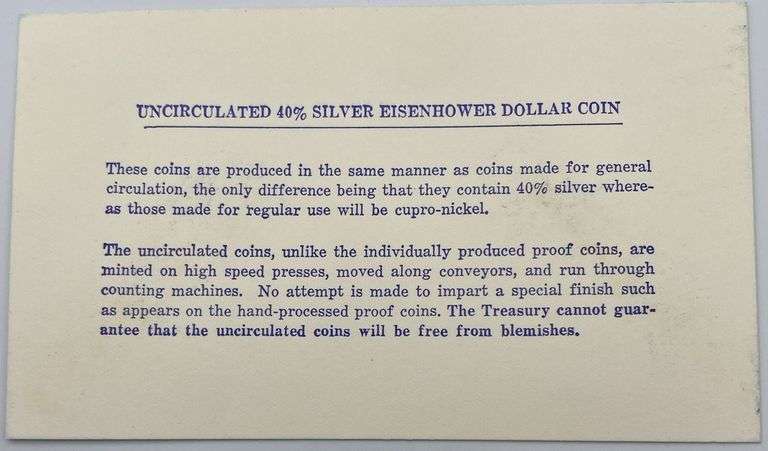 UNCIRCULATED 40% SILVER EISENHOWER DOLLAR COIN
These coins are produced in the same manner as coins made for general
circulation, the only difference being that they contain 40% silver where-
as those made for regular use will be cupro-nickel.
The uncirculated coins, unlike the individually produced proof coins, are
minted on high speed presses, moved along conveyors, and run through
counting machines. No attempt is made to impart a special finish such
as appears on the hand-processed proof coins. The Treasury cannot guar-
antee that the uncirculated coins will be free from blemishes.